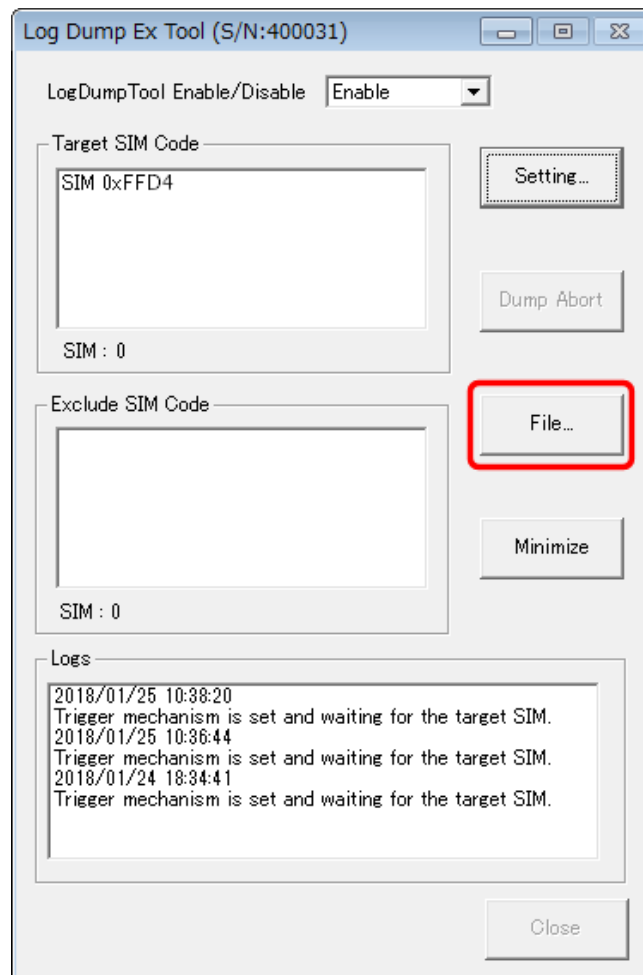 Log Dump Ex Tool (S/N:400031)
LogDumpTool Enable/Disable Enable
Target SIM Code
SIM 0xFFD4
Setting...
Dump Abort
SIM : 0
Exclude SIM Code
File...
Minimize
SIM : 0
Logs
2018/01/25 10:38:20
Trigger mechanism is set and waiting for the target SIM.
2018/01/25 10:36:44
Trigger mechanism is set and waiting for the target SIM.
2018/01/24 18:34:41
Trigger mechanism is set and waiting for the target SIM.
Close